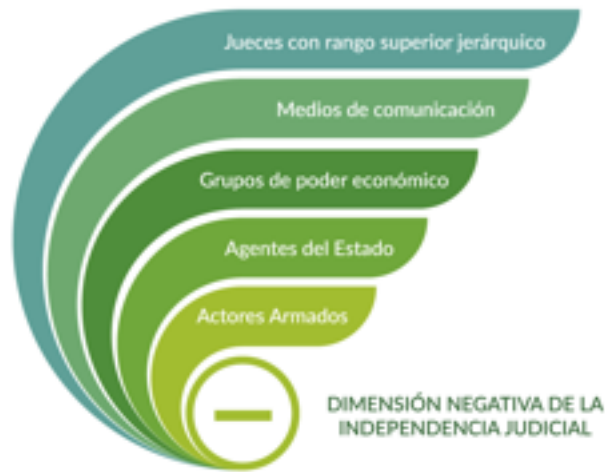 Jueces con rango superior jerárquico
Medios de comunicación
Grupos de poder económico
Agentes del Estado
Actores Armados
DIMENSIÓN NEGATIVA DE LA
INDEPENDENCIA JUDICIAL